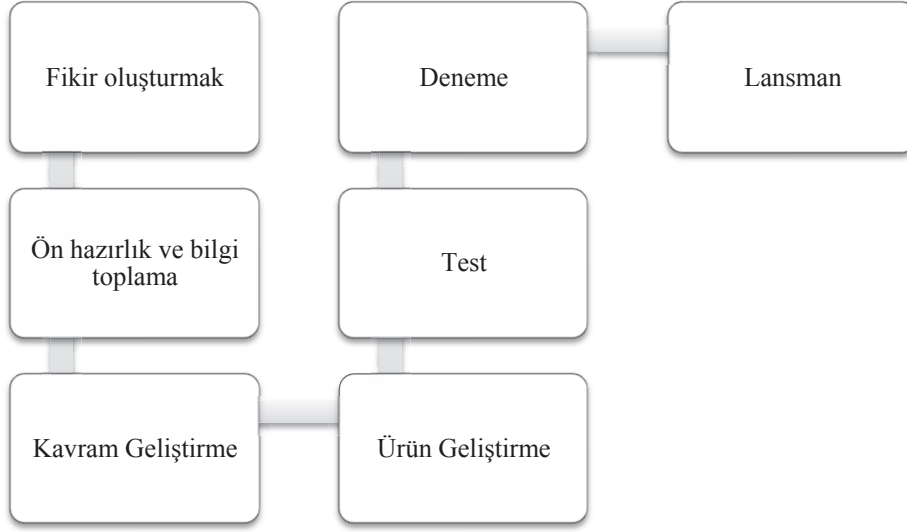 Fikir oluşturmak
Ön hazırlık ve bilgi
toplama
Kavram Geliştirme
Ürün Geliştirme
Test
Deneme
Lansman